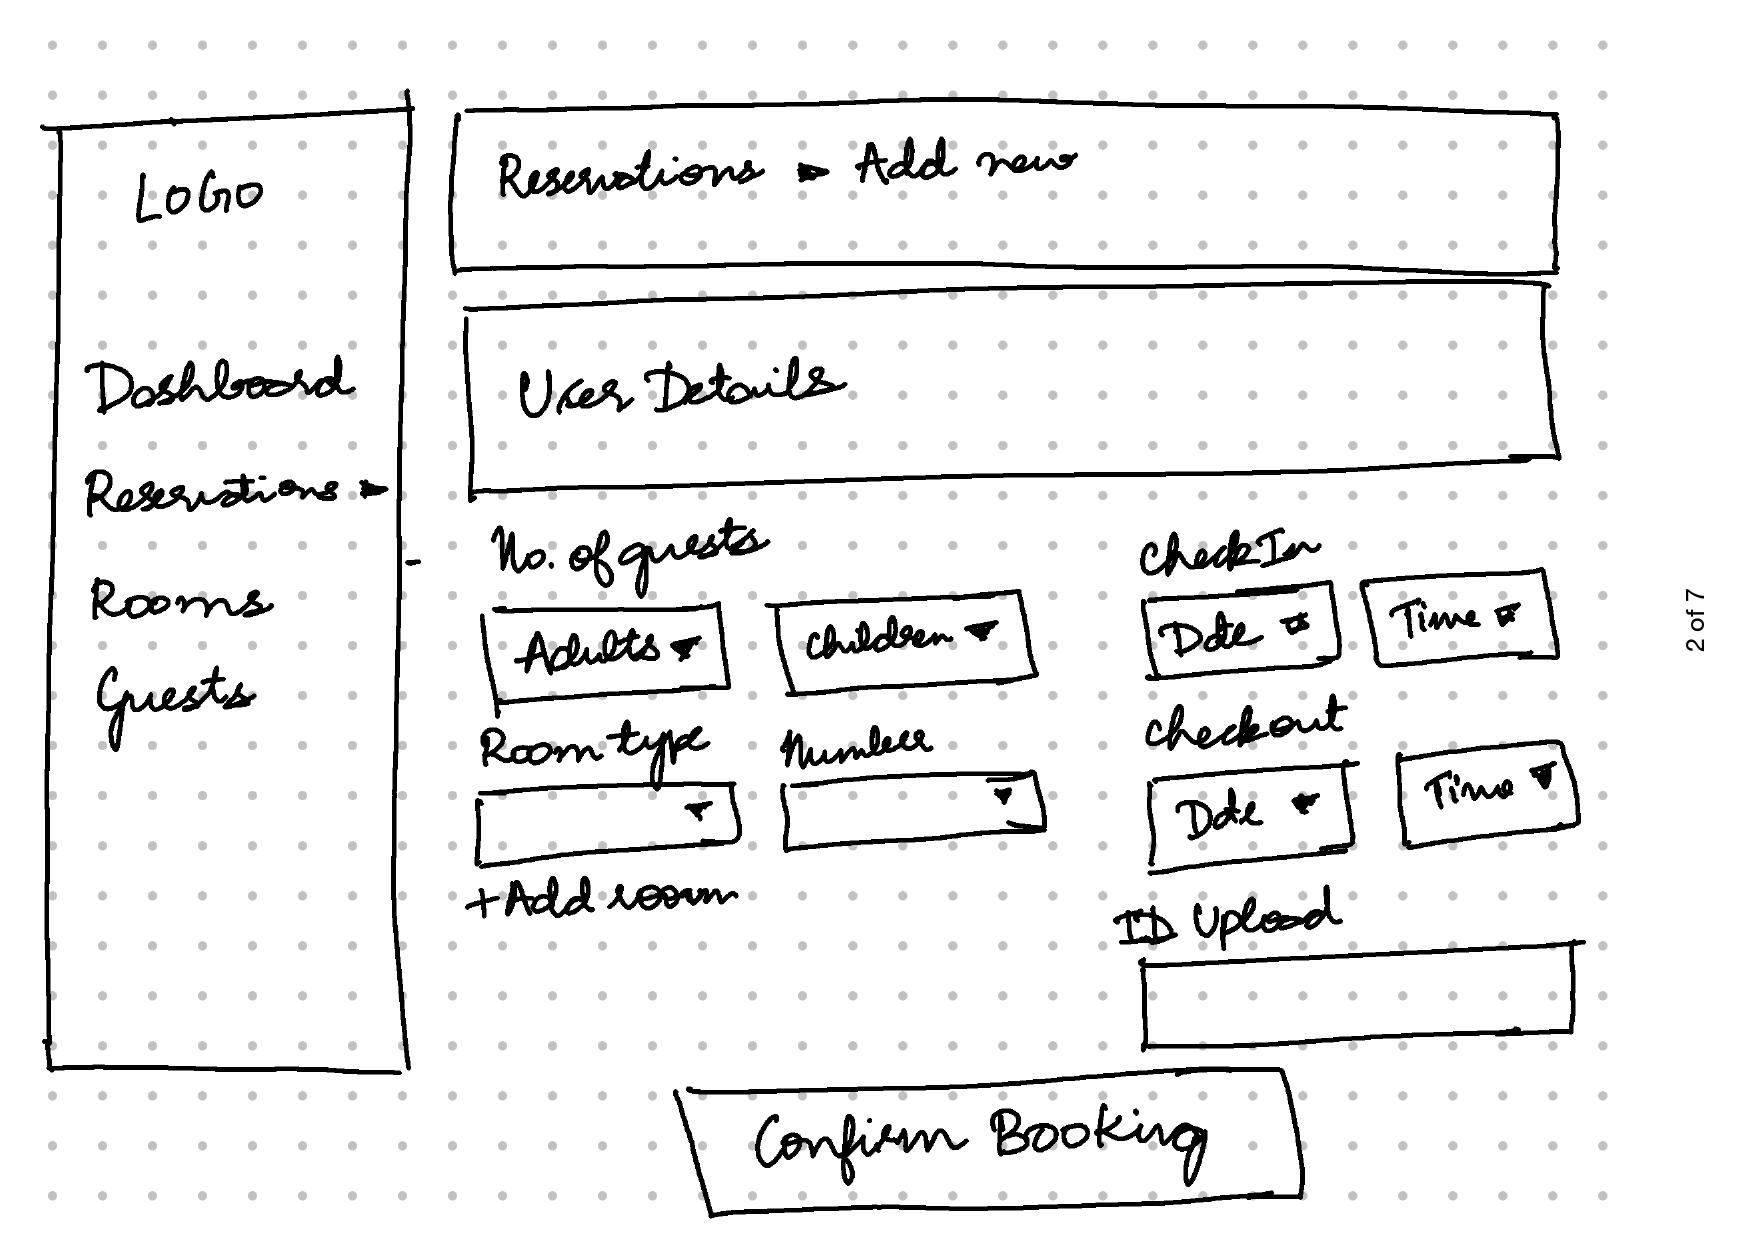 LOGO
Dashboard
Reservations
Rooms
Guests
Reservations Add new
User Details
No. of guests
Adults
Children
Room type
Number
+Add room
CheckIn
Date
Time
Checkout
Date
Time
ID Upload
Confirm Booking
2 of 7